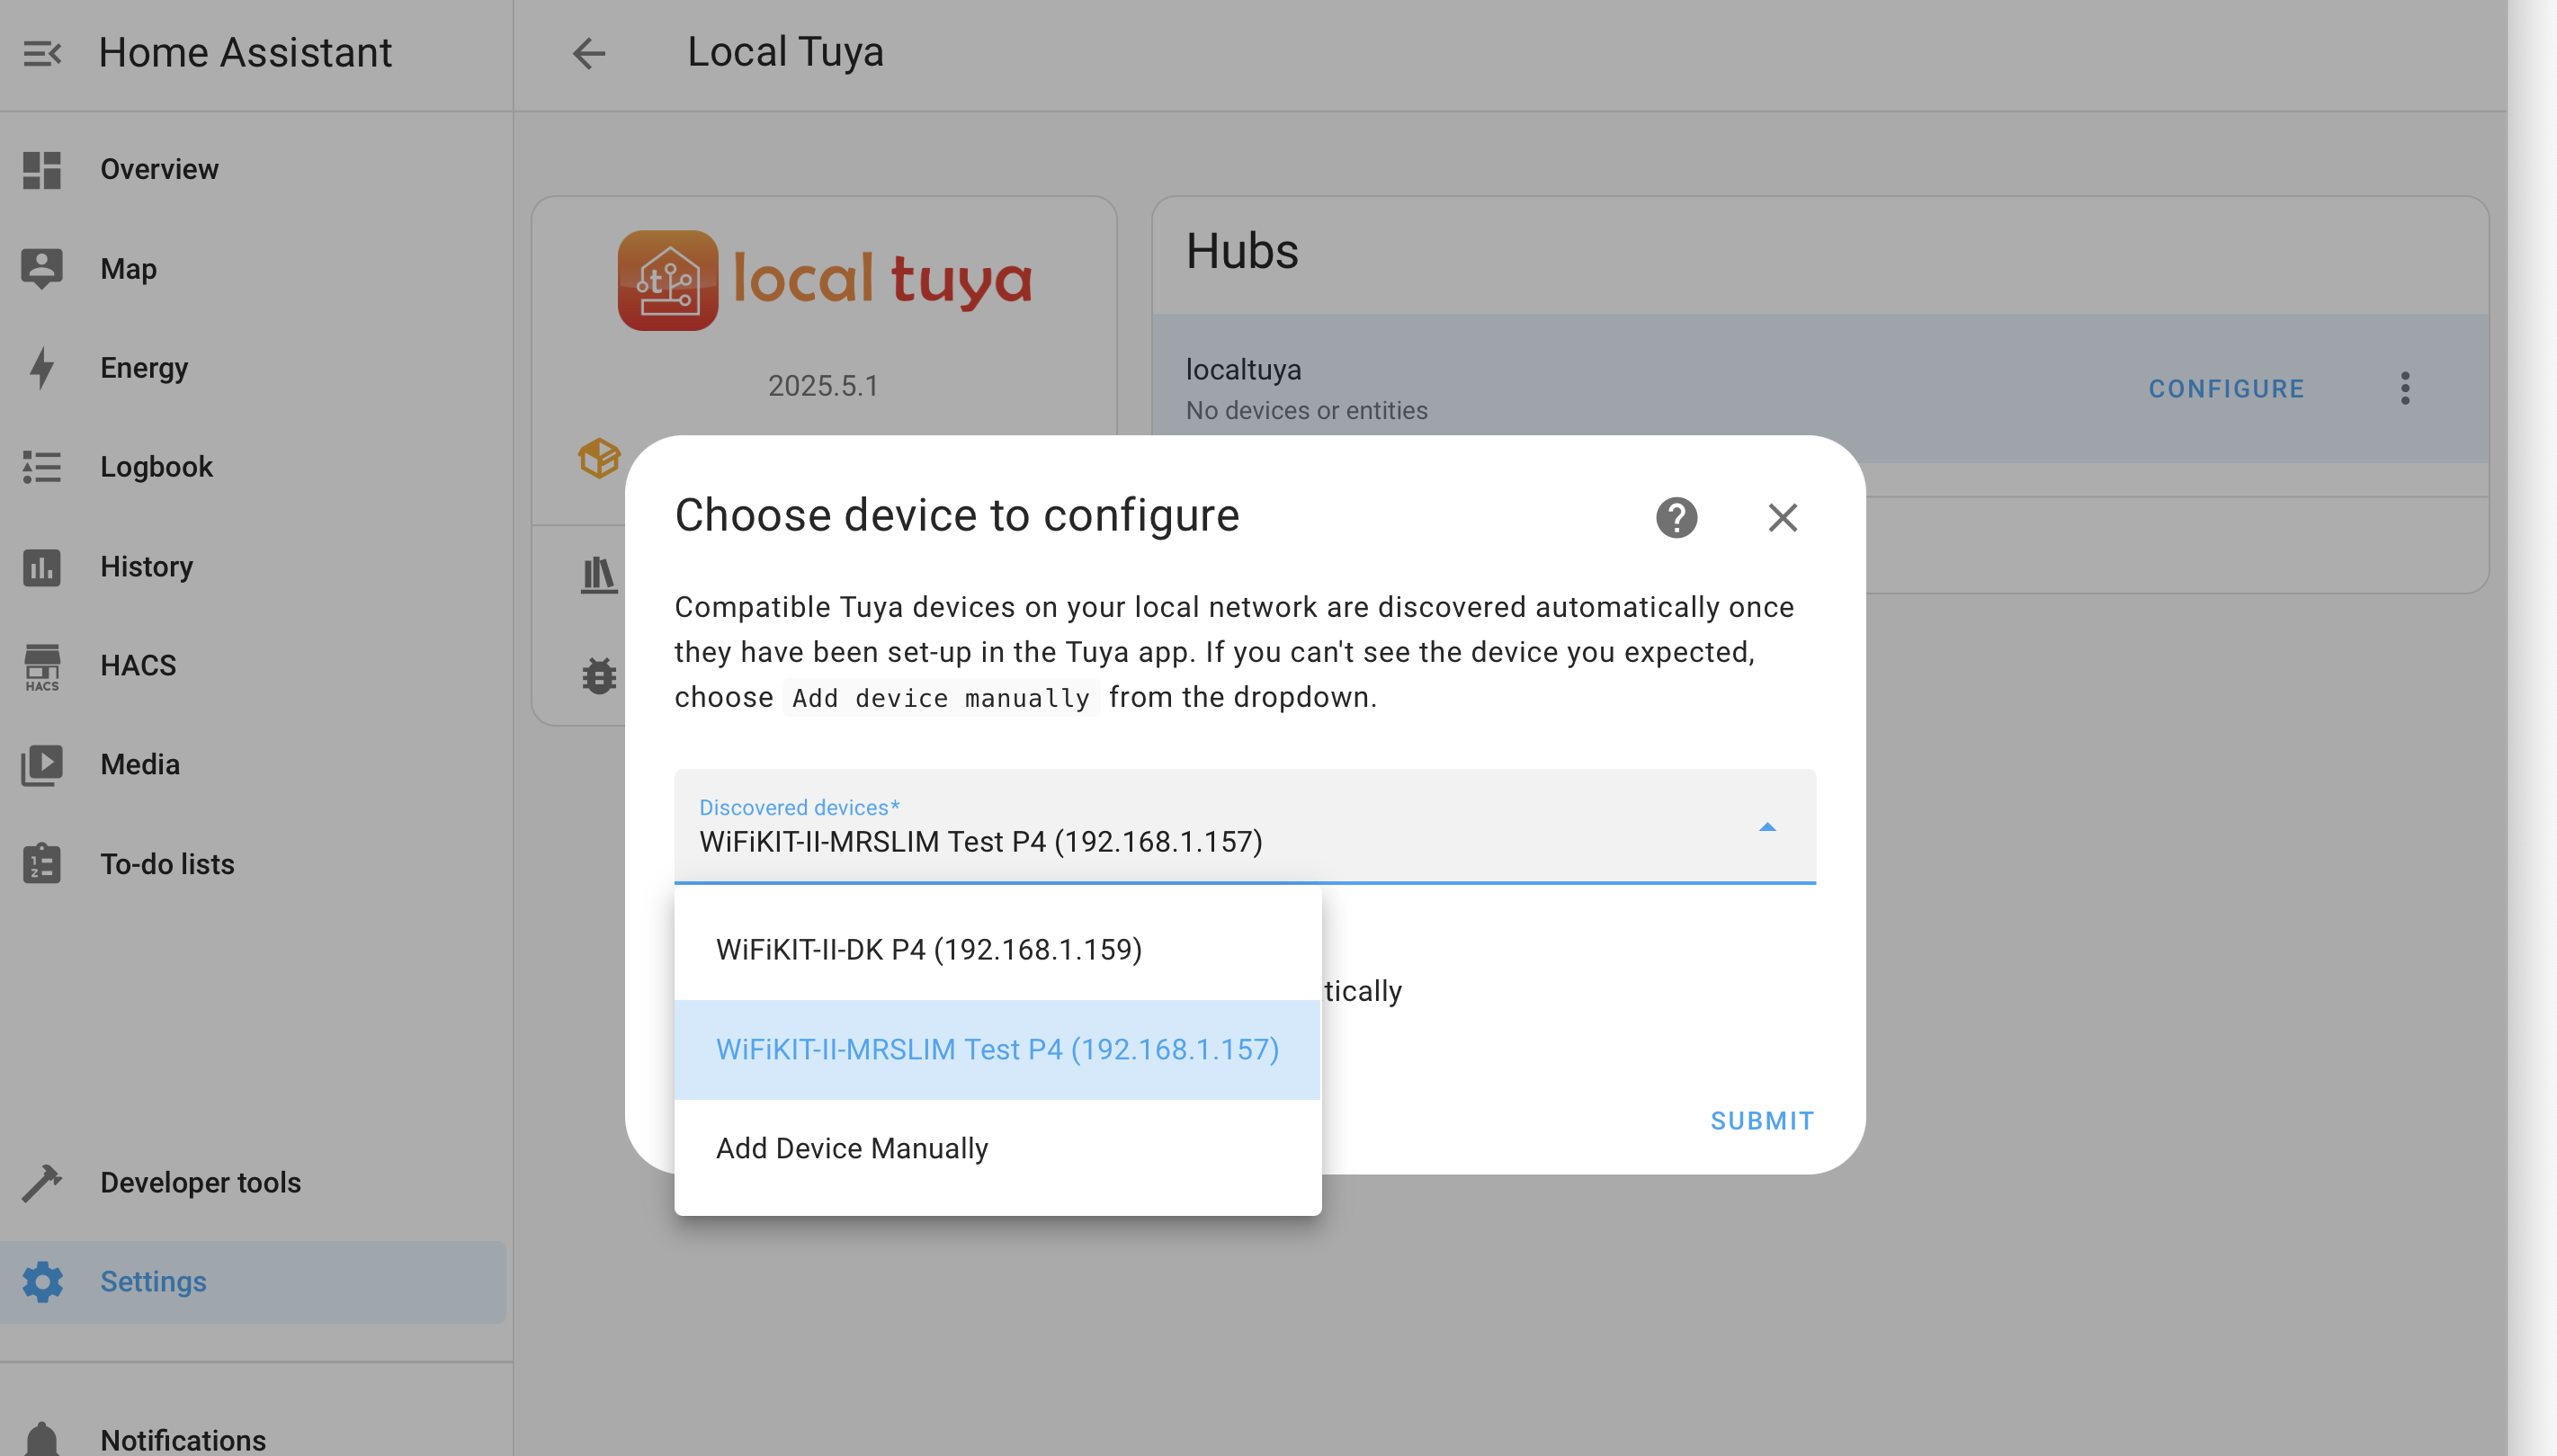 Home Assistant
Overview
Map
Energy
Logbook
History
HACS
HACS
Media
To-do lists
Developer tools
Settings
Notifications
Local Tuya
t
local tuya
2025.5.1
Hubs
localtuya
No devices or entities
CONFIGURE
Choose device to configure
Compatible Tuya devices on your local network are discovered automatically once
they have been set-up in the Tuya app. If you can't see the device you expected,
choose Add device manually from the dropdown.
Discovered devices*
WiFiKIT-II-MRSLIM Test P4 (192.168.1.157)
WiFiKIT-II-DK P4 (192.168.1.159)
tically
WiFiKIT-II-MRSLIM Test P4 (192.168.1.157)
Add Device Manually
SUBMIT